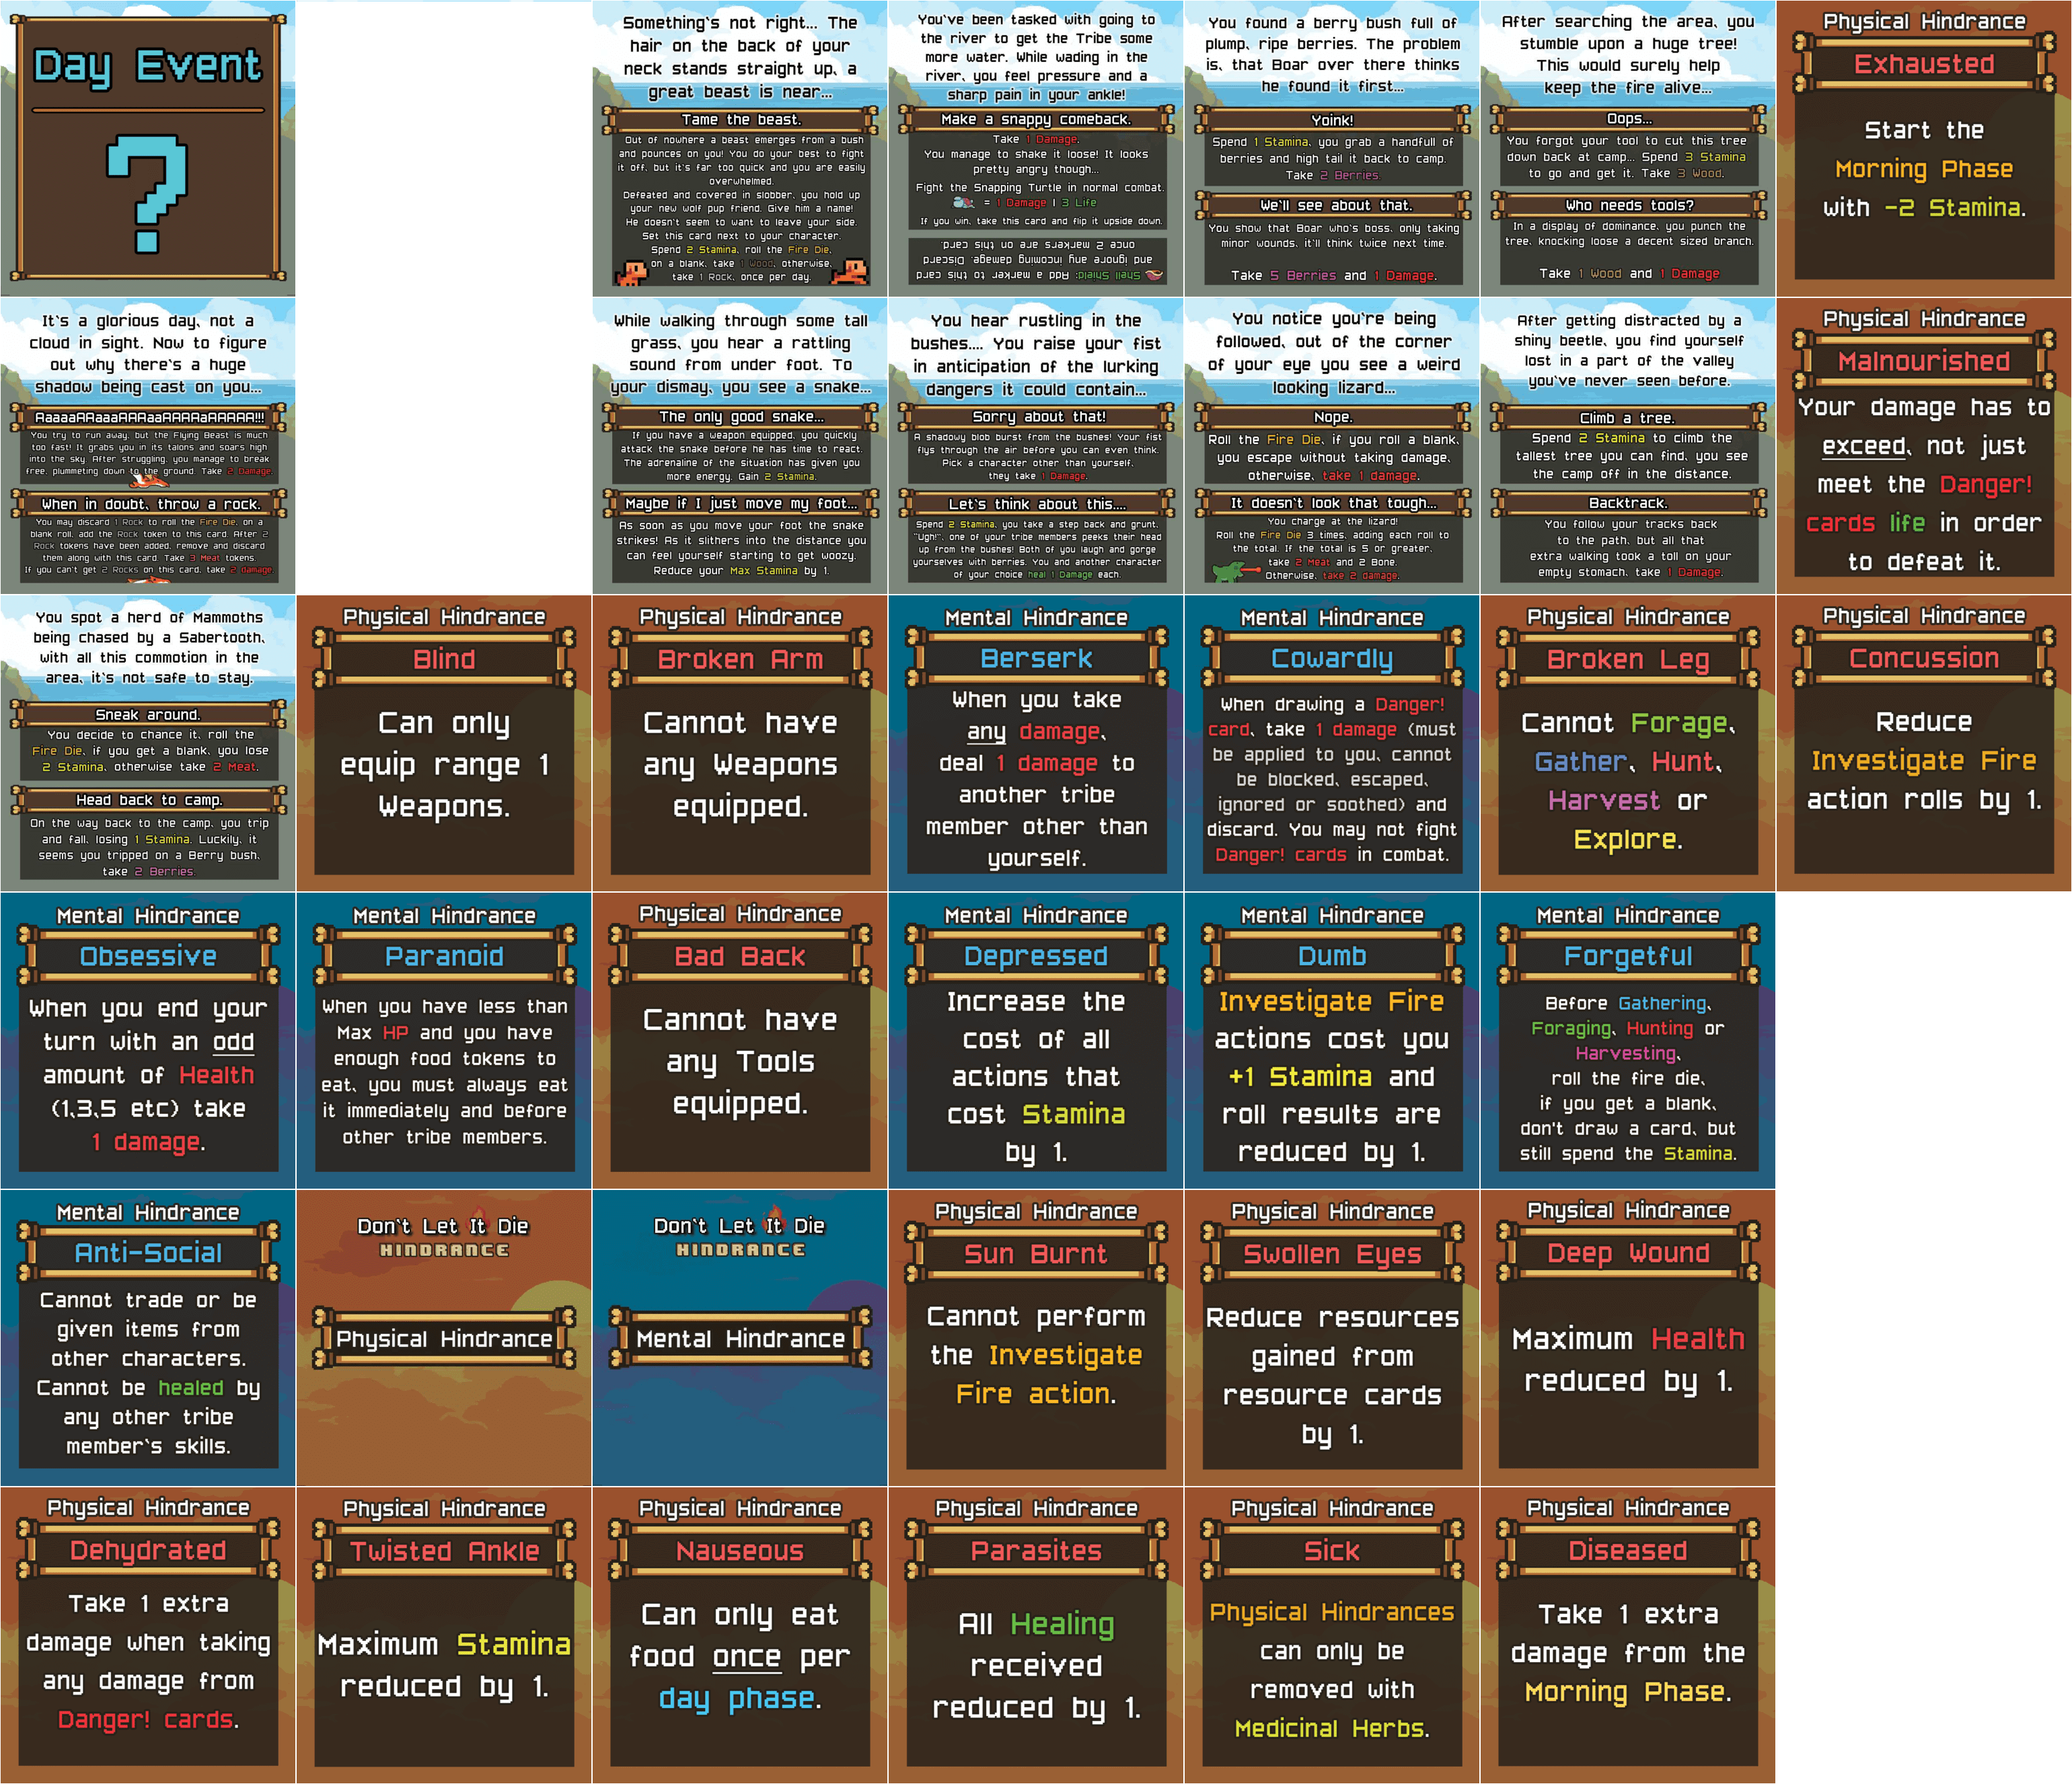 Day Event
?
Something's not right... The
hair on the back of your
neck stands straight up, a
great beast is near...
Tame the beast.
Out of nowhere a beast emerges from a bush
and pounces on you! You do your best to fight
it off, but it's far too quick and you are easily
overwhelmed.
Defeated and covered in slobber, you hold up
your new wolf pup friend. Give him a name!
He doesn't seem to want to leave your side.
Set this card next to your character.
Spend 2 Stamina, roll the Fire Die,
on a blank, take 1 Wood, otherwise,
take 1 Rock, once per day.
You've been tasked with going to
the river to get the Tribe some
more water. While wading in the
river, you feel pressure and a
sharp pain in your ankle!
Make a snappy comeback.
Take 1 Damage.
You manage to shake it loose! It looks
pretty angry though...
Fight the Snapping Turtle in normal combat.
= 1 Damage | 3 Life
If you win, take this card and flip it upside down.
Shell Shield: Add a marker to this card
and ignore any incoming damage. Discard
once 2 markers are on this card.
You found a berry bush full of
plump, ripe berries. The problem
is, that Boar over there thinks
he found it first...
Yoink!
Spend 1 Stamina, you grab a handfull of
berries and high tail it back to camp.
Take 2 Berries.
We'll see about that.
You show that Boar who's boss, only taking
minor wounds, it'll think twice next time.
Take 5 Berries and 1 Damage.
After searching the area, you
stumble upon a huge tree!
This would surely help
keep the fire alive...
Oops...
You forgot your tool to cut this tree
down back at camp... Spend 3 Stamina
to go and get it. Take 3 Wood.
Who needs tools?
In a display of dominance, you punch the
tree, knocking loose a decent sized branch.
Take 1 Wood and 1 Damage
Physical Hindrance
Exhausted
Start the
Morning Phase
with -2 Stamina.
It's a glorious day, not a
cloud in sight. Now to figure
out why there's a huge
shadow being cast on you...
AaaaaAAaaaAAAaaAAAAaAAAAA!!!
You try to run away, but the Flying Beast is much
too fast! It grabs you in its talons and soars high
into the sky. After struggling, you manage to break
free, plummeting down to the ground. Take 2 Damage
When in doubt, throw a rock.
You may discard 1 Rock to roll the Fire Die, on a
blank roll, add the Rock token to this card. After 2
Rock tokens have been added, remove and discard
them along with this card. Take 3 Meat tokens.
If you can't get 2 Rocks on this card, take 2 damage.
While walking through some tall
grass, you hear a rattling
sound from under foot. To
your dismay, you see a snake...
The only good snake...
If you have a weapon equipped, you quickly
attack the snake before he has time to react.
The adrenaline of the situation has given you
more energy. Gain 2 Stamina.
Maybe if I just move my foot...
As soon as you move your foot the snake
strikes! As it slithers into the distance you
can feel yourself starting to get woozy.
Reduce your Max Stamina by 1.
You hear rustling in the
bushes.... You raise your fist
in anticipation of the lurking
dangers it could contain...
Sorry about that!
A shadowy blob burst from the bushes! Your fist
flys through the air before you can even think.
Pick a character other than yourself,
they take 1 Damage.
Let's think about this....
Spend 2 Stamina, you take a step back and grunt,
"Ugh!", one of your tribe members peeks their head
up from the bushes! Both of you laugh and gorge
yourselves with berries. You and another character
of your choice heal 1 Damage each.
You notice you're being
followed, out of the corner
of your eye you see a weird
looking lizard...
Nope.
Roll the Fire Die, if you roll a blank,
you escape without taking damage,
otherwise, take 1 damage.
It doesn't look that tough...
You charge at the lizard!
Roll the Fire Die 3 times, adding each roll to
the total. If the total is 5 or greater,
take 2 Meat and 2 Bone.
Otherwise, take 2 damage.
After getting distracted by a
shiny beetle, you find yourself
lost in a part of the valley
you've never seen before.
Climb a tree.
Spend 2 Stamina to climb the
tallest tree you can find, you see
the camp off in the distance.
Backtrack.
You follow your tracks back
to the path, but all that
extra walking took a toll on your
empty stomach, take 1 Damage.
Physical Hindrance
Malnourished
Your damage has to
exceed, not just
meet the Danger!
cards life in order
to defeat it.
You spot a herd of Mammoths
being chased by a Sabertooth,
with all this commotion in the
area, it's not safe to stay.
Sneak around.
You decide to chance it, roll the
Fire Die, if you get a blank, you lose
2 Stamina, otherwise take 2 Meat.
Head back to camp.
On the way back to the camp, you trip
and fall, losing 1 Stamina. Luckily, it
seems you tripped on a Berry bush,
take 2 Berries.
Physical Hindrance
Blind
Can only
equip range 1
Weapons.
Physical Hindrance
Broken Arm
Cannot have
any Weapons
equipped.
Mental Hindrance
Berserk
When you take
any damage,
deal 1 damage to
another tribe
member other than
yourself.
Mental Hindrance
Cowardly
When drawing a Danger!
card, take 1 damage (must
be applied to you, cannot
be blocked, escaped,
ignored or soothed) and
discard. You may not fight
Danger! cards in combat.
Physical Hindrance
Broken Leg
Cannot Forage,
Gather, Hunt,
Harvest or
Explore.
Physical Hindrance
Concussion
Reduce
Investigate Fire
action rolls by 1.
Mental Hindrance
Obsessive
When you end your
turn with an odd
amount of Health
(1,3,5 etc) take
1 damage.
Mental Hindrance
Paranoid
When you have less than
Max HP and you have
enough food tokens to
eat, you must always eat
it immediately and before
other tribe members.
Physical Hindrance
Bad Back
Cannot have
any Tools
equipped.
Mental Hindrance
Depressed
Increase the
cost of all
actions that
cost Stamina
by 1.
Mental Hindrance
Dumb
Investigate Fire
actions cost you
+1 Stamina and
roll results are
reduced by 1.
Mental Hindrance
Forgetful
Before Gathering,
Foraging, Hunting or
Harvesting,
roll the fire die,
if you get a blank,
don't draw a card, but
still spend the Stamina.
Mental Hindrance
Anti-Social
Cannot trade or be
given items from
other characters.
Cannot be healed by
any other tribe
member's skills.
Don't Let It Die
HINDRANCE
Physical Hindrance
Don't Let It Die
HINDRANCE
Mental Hindrance
Physical Hindrance
Sun Burnt
Cannot perform
the Investigate
Fire action.
Physical Hindrance
Swollen Eyes
Reduce resources
gained from
resource cards
by 1.
Physical Hindrance
Deep Wound
Maximum Health
reduced by 1.
Physical Hindrance
Dehydrated
Take 1 extra
damage when taking
any damage from
Danger! cards.
Physical Hindrance
Twisted Ankle
Maximum Stamina
reduced by 1.
Physical Hindrance
Nauseous
Can only eat
food once per
day phase.
Physical Hindrance
Parasites
All Healing
received
reduced by 1.
Physical Hindrance
Sick
Physical Hindrances
can only be
removed with
Medicinal Herbs.
Physical Hindrance
Diseased
Take 1 extra
damage from the
Morning Phase.